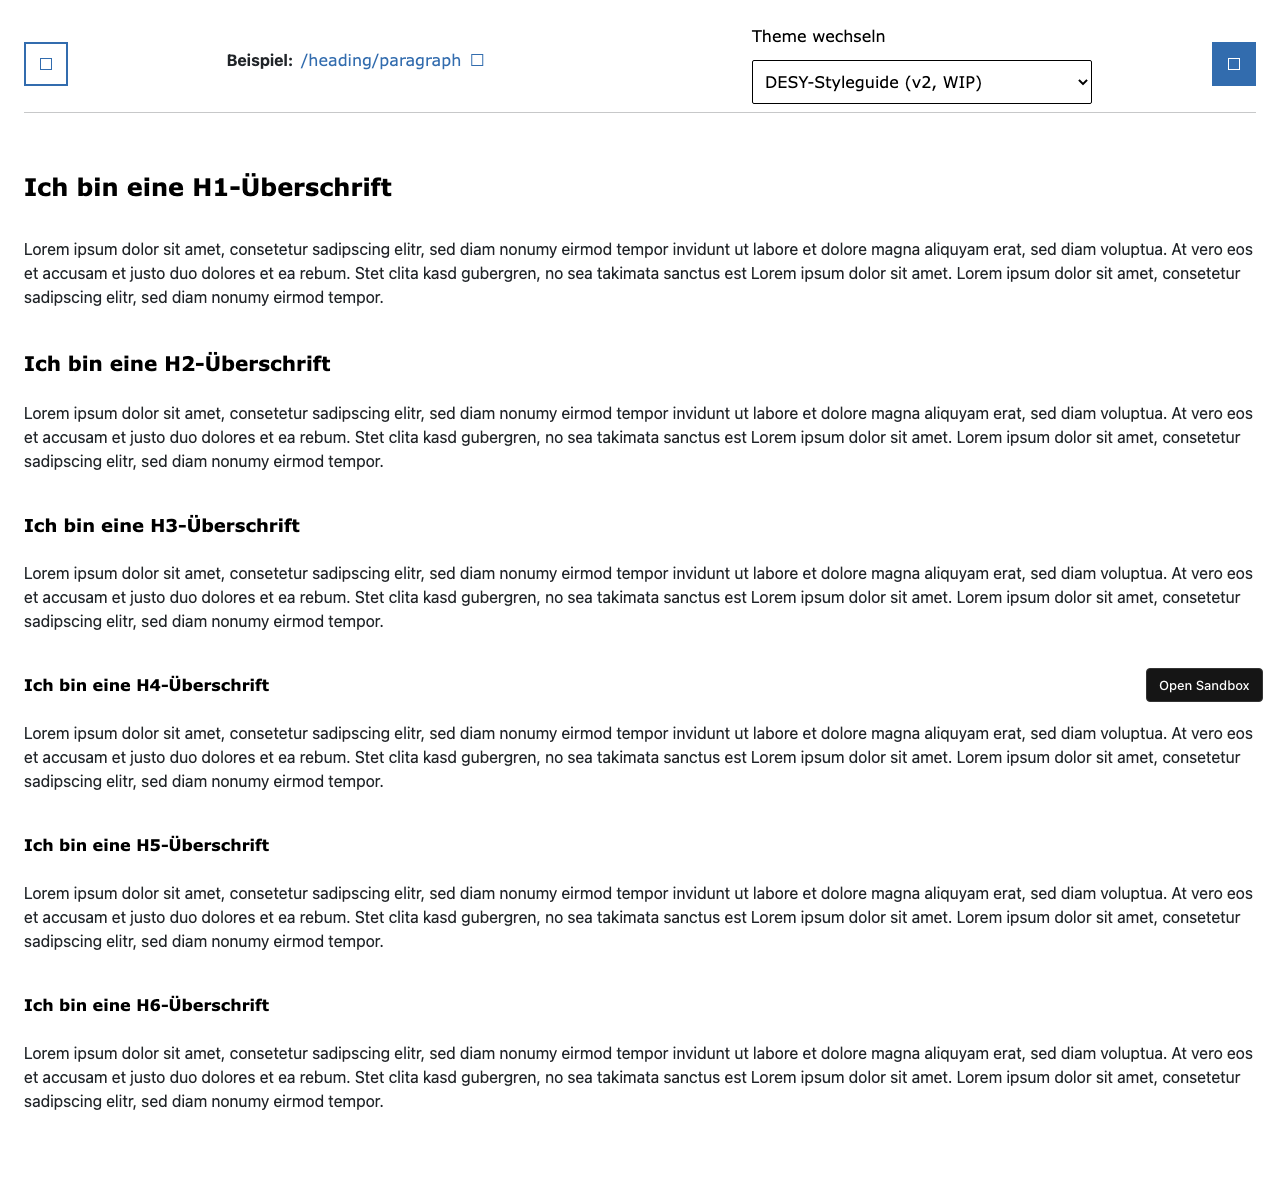 Beispiel: /heading/paragraph
Theme wechseln
DESY-Styleguide (v2, WIP)
Ich bin eine H1-Überschrift
Lorem ipsum dolor sit amet, consetetur sadipscing elitr, sed diam nonumy eirmod tempor invidunt ut labore et dolore magna aliquyam erat, sed diam voluptua. At vero eos
et accusam et justo duo dolores et ea rebum. Stet clita kasd gubergren, no sea takimata sanctus est Lorem ipsum dolor sit amet. Lorem ipsum dolor sit amet, consetetur
sadipscing elitr, sed diam nonumy eirmod tempor.
Ich bin eine H2-Überschrift
Lorem ipsum dolor sit amet, consetetur sadipscing elitr, sed diam nonumy eirmod tempor invidunt ut labore et dolore magna aliquyam erat, sed diam voluptua. At vero eos
et accusam et justo duo dolores et ea rebum. Stet clita kasd gubergren, no sea takimata sanctus est Lorem ipsum dolor sit amet. Lorem ipsum dolor sit amet, consetetur
sadipscing elitr, sed diam nonumy eirmod tempor.
Ich bin eine H3-Überschrift
Lorem ipsum dolor sit amet, consetetur sadipscing elitr, sed diam nonumy eirmod tempor invidunt ut labore et dolore magna aliquyam erat, sed diam voluptua. At vero eos
et accusam et justo duo dolores et ea rebum. Stet clita kasd gubergren, no sea takimata sanctus est Lorem ipsum dolor sit amet. Lorem ipsum dolor sit amet, consetetur
sadipscing elitr, sed diam nonumy eirmod tempor.
Ich bin eine H4-Überschrift
Open Sandbox
Lorem ipsum dolor sit amet, consetetur sadipscing elitr, sed diam nonumy eirmod tempor invidunt ut labore et dolore magna aliquyam erat, sed diam voluptua. At vero eos
et accusam et justo duo dolores et ea rebum. Stet clita kasd gubergren, no sea takimata sanctus est Lorem ipsum dolor sit amet. Lorem ipsum dolor sit amet, consetetur
sadipscing elitr, sed diam nonumy eirmod tempor.
Ich bin eine H5-Überschrift
Lorem ipsum dolor sit amet, consetetur sadipscing elitr, sed diam nonumy eirmod tempor invidunt ut labore et dolore magna aliquyam erat, sed diam voluptua. At vero eos
et accusam et justo duo dolores et ea rebum. Stet clita kasd gubergren, no sea takimata sanctus est Lorem ipsum dolor sit amet. Lorem ipsum dolor sit amet, consetetur
sadipscing elitr, sed diam nonumy eirmod tempor.
Ich bin eine H6-Überschrift
Lorem ipsum dolor sit amet, consetetur sadipscing elitr, sed diam nonumy eirmod tempor invidunt ut labore et dolore magna aliquyam erat, sed diam voluptua. At vero eos
et accusam et justo duo dolores et ea rebum. Stet clita kasd gubergren, no sea takimata sanctus est Lorem ipsum dolor sit amet. Lorem ipsum dolor sit amet, consetetur
sadipscing elitr, sed diam nonumy eirmod tempor.